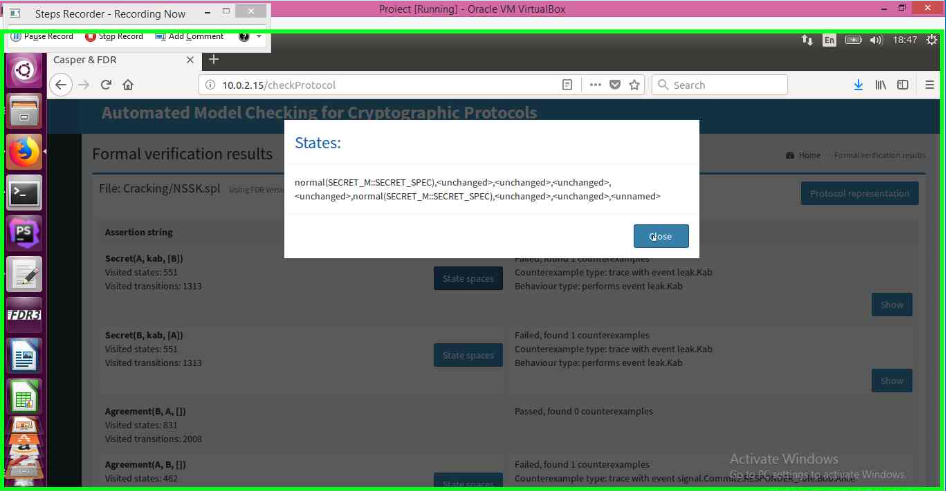 Steps Recorder - Recording Now
Project [Running] - Oracle VM VirtualBox
Pause Record
Stop Record
Add Comment
En
18:47
Casper & FDR
10.0.2.15/checkProtocol
Search
Automated Model Checking for Cryptographic Protocols
States:
Formal verification results
Home
Formal verification results
normal(SECRET_M::SECRET_SPEC),<unchanged>,<unchanged>,<unchanged>,
<unchanged>,normal(SECRET_M::SECRET_SPEC),<unchanged>,<unchanged>,<unnamed>
File: Cracking/NSSK.spl
using FDR Versi
Protocol representation
Close
Assertion string
Secret(A, kab, [B])
Failed, found 1 counterexamples
Visited states: 551
State spaces
Counterexample type: trace with event leak.Kab
Visited transitions: 1313
Behaviour type: performs event leak.Kab
Show
Secret(B, kab, [A])
Failed, found 1 counterexamples
Visited states: 551
State spaces
Counterexample type: trace with event leak.Kab
Visited transitions: 1313
Behaviour type: performs event leak.Kab
Show
Agreement(B, A, [])
Passed, found 0 counterexamples
Visited states: 831
Visited transitions: 2008
Activate Windows
Agreement(A, B, [])
Failed, found 1 counterexamples
Go to PC settings to activate Windows.
Visited states: 462
State spaces
Counterexample type: trace with event signal.Commit2.RESPONDER_role.Bob.Alice.
PS
FDR3